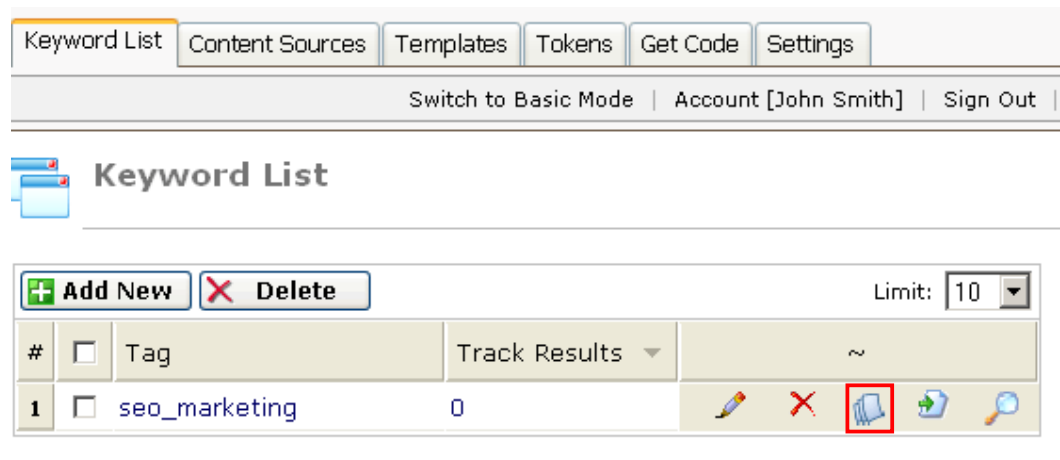 Keyword List Content Sources Templates Tokens Get Code Settings
Switch to Basic Mode | Account [John Smith] | Sign Out |
Keyword List
Add New Delete Limit: 10
# Tag Track Results ~
1 seo_marketing 0